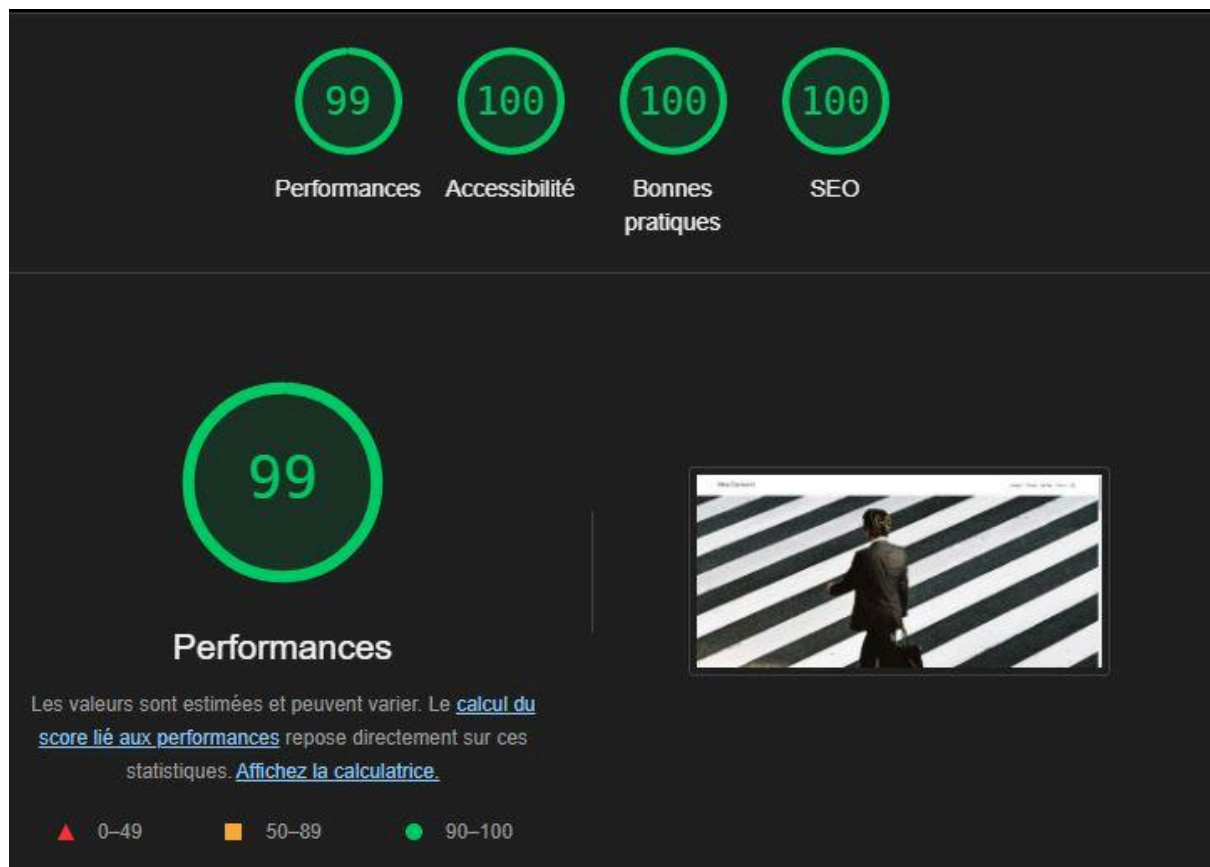 99
100
100
100
Performances
Accessibilité
Bonnes
pratiques
SEO
99
Performances
Les valeurs sont estimées et peuvent varier. Le calcul du
score lié aux performances repose directement sur ces
statistiques. Affichez la calculatrice.
0–49
50–89
90–100